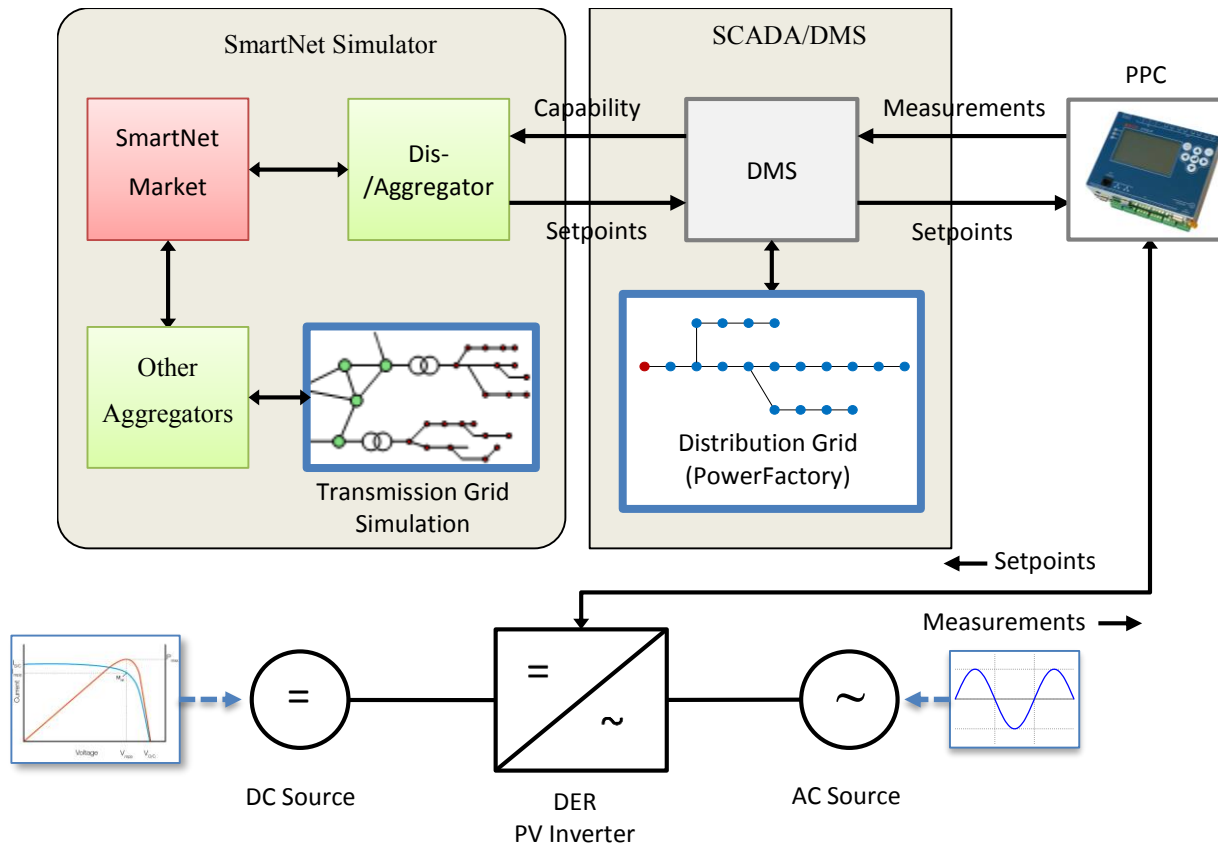 SmartNet Simulator
SCADA/DMS
PPC
SmartNet
Market
Dis-
/Aggregator
Capability
Setpoints
DMS
Measurements
Setpoints
Other
Aggregators
Transmission Grid
Simulation
Distribution Grid
(PowerFactory)
Setpoints
Measurements
Current
Voltage
=
=
~
~
DC Source
DER
PV Inverter
AC Source